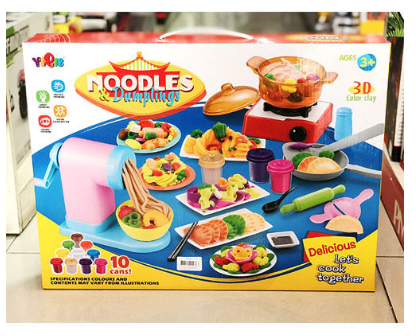 AGES 3+
NOODLES
& Dumplings
3D
Color clay
10
cans!
SPECIFICATIONS COLOURS AND
CONTENTS MAY VARY FROM ILLUSTRATIONS
Delicious
Let's
cook
together